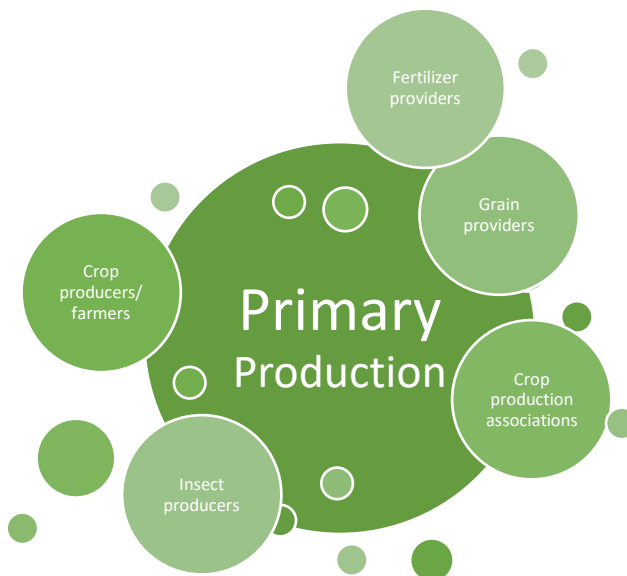 Fertilizer
providers
Grain
providers
Crop
producers/
farmers
Primary
Production
Crop
production
associations
Insect
producers